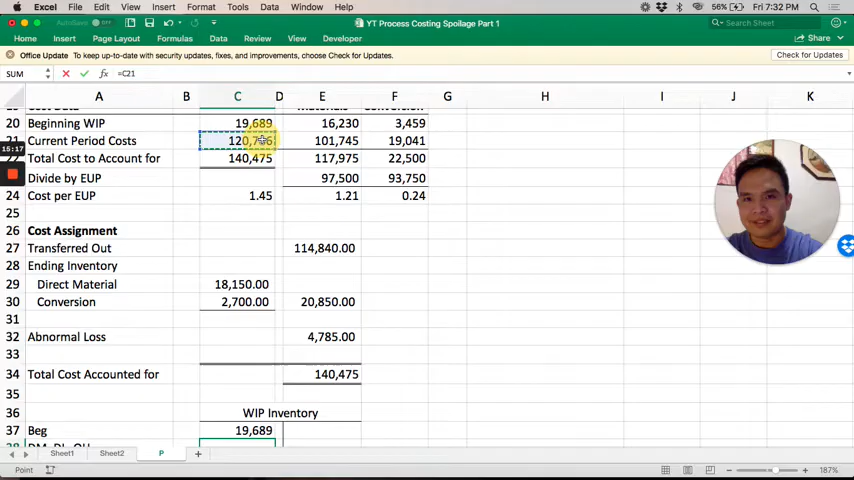 Excel File Edit View Insert Format Tools Data Window Help 56% Fri 7:32 PM
AutoSave OFF YT Process Costing Spoilage Part 1 Search Sheet
Home Insert Page Layout Formulas Data Review View Developer Share
Office Update To keep up-to-date with security updates, fixes, and improvements, choose Check for Updates. Check for Updates
SUM fx =C21
A B C D E F G H I J K
20 Beginning WIP 19,689 16,230 3,459
Current Period Costs 101,745 19,041
15:17
Total Cost to Account for 140,475 117,975 22,500
Divide by EUP 97,500 93,750
24 Cost per EUP 1.45 1.21 0.24
25
26 Cost Assignment
27 Transferred Out 114,840.00
28 Ending Inventory
29 Direct Material 18,150.00
30 Conversion 2,700.00 20,850.00
31
32 Abnormal Loss 4,785.00
33
34 Total Cost Accounted for 140,475
35
36 WIP Inventory
37 Beg 19,689
Sheet1 Sheet2 P +
Point 187%